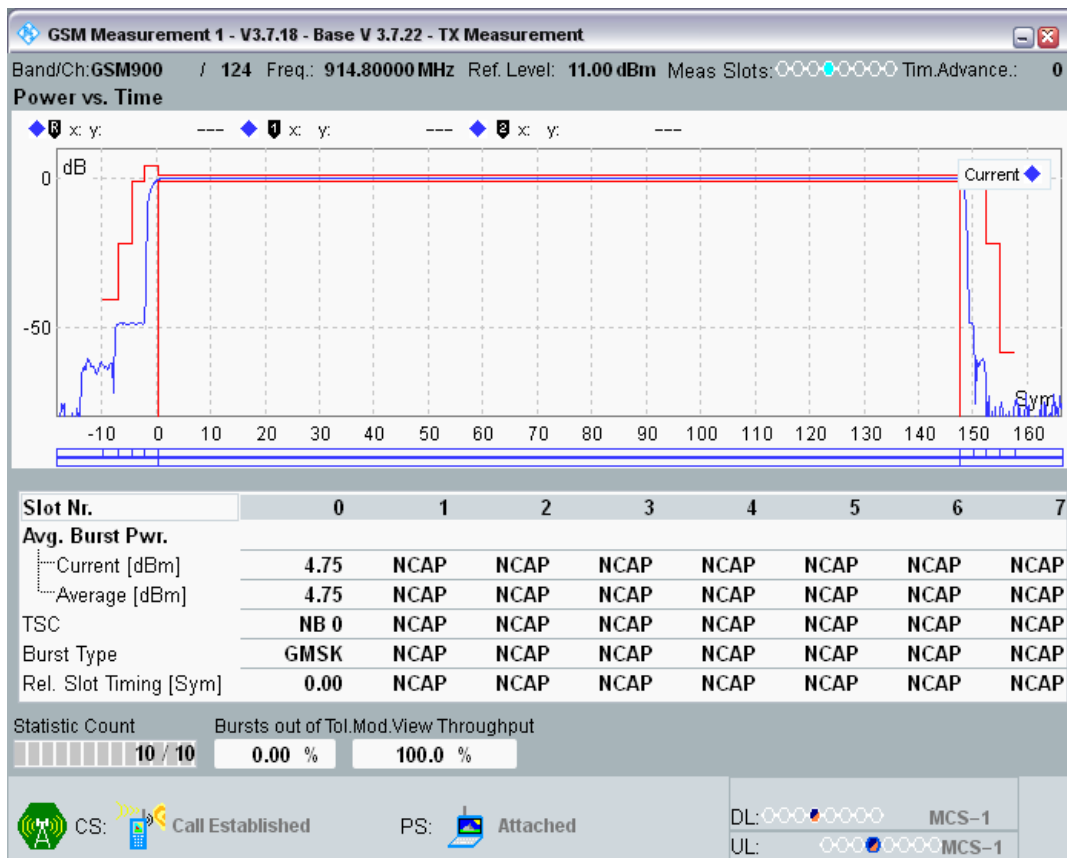 GSM Measurement 1 - V3.7.18 - Base V 3.7.22 - TX Measurement
Band/Ch:GSM900 / 124 Freq.: 914.80000 MHz Ref. Level: 11.00 dBm Meas Slots: Tim.Advance.: 0
Power vs. Time
R x: y: --- 1 x: y: --- 2 x: y: ---
dB
0
Current
-50
Sym
-10 0 10 20 30 40 50 60 70 80 90 100 110 120 130 140 150 160
Slot Nr. 0 1 2 3 4 5 6 7
Avg. Burst Pwr.
Current [dBm] 4.75 NCAP NCAP NCAP NCAP NCAP NCAP NCAP
Average [dBm] 4.75 NCAP NCAP NCAP NCAP NCAP NCAP NCAP
TSC NB 0 NCAP NCAP NCAP NCAP NCAP NCAP NCAP
Burst Type GMSK NCAP NCAP NCAP NCAP NCAP NCAP NCAP
Rel. Slot Timing [Sym] 0.00 NCAP NCAP NCAP NCAP NCAP NCAP NCAP
Statistic Count Bursts out of Tol.Mod.View Throughput
10 / 10 0.00 % 100.0 %
CS: Call Established PS: Attached
DL: MCS-1
UL: MCS-1